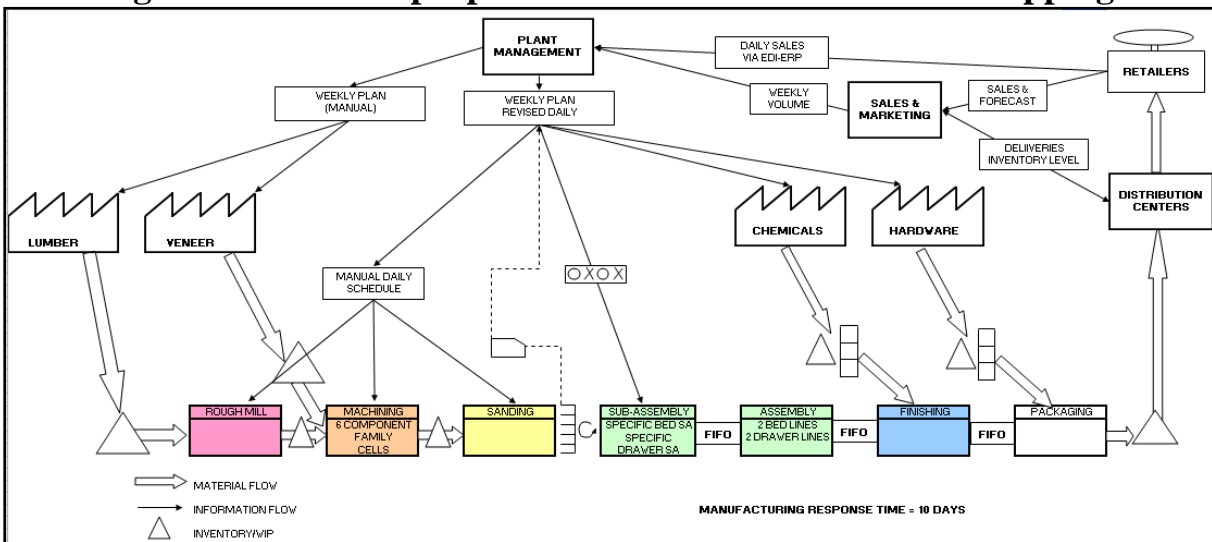 PLANT
MANAGEMENT
DAILY SALES
VIA EDI-ERP
RETAILERS
WEEKLY PLAN
(MANUAL)
WEEKLY PLAN
REVISED DAILY
WEEKLY
VOLUME
SALES &
MARKETING
SALES &
FORECAST
DELIIVERIES
INVENTORY LEVEL
DISTRIBUTION
CENTERS
LUMBER
VENEER
CHEMICALS
HARDWARE
MANUAL DAILY
SCHEDULE
OXOX
ROUGH MILL
MACHINING
6 COMPONENT
FAMILY
CELLS
SANDING
SUB-ASSEMBLY
SPECIFIC BED SA
SPECIFIC
DRAWER SA
FIFO
ASSEMBLY
2 BED LINES
2 DRAWER LINES
FIFO
FINISHING
FIFO
PACKAGING
MATERIAL FLOW
INFORMATION FLOW
INVENTORY/WIP
MANUFACTURING RESPONSE TIME = 10 DAYS